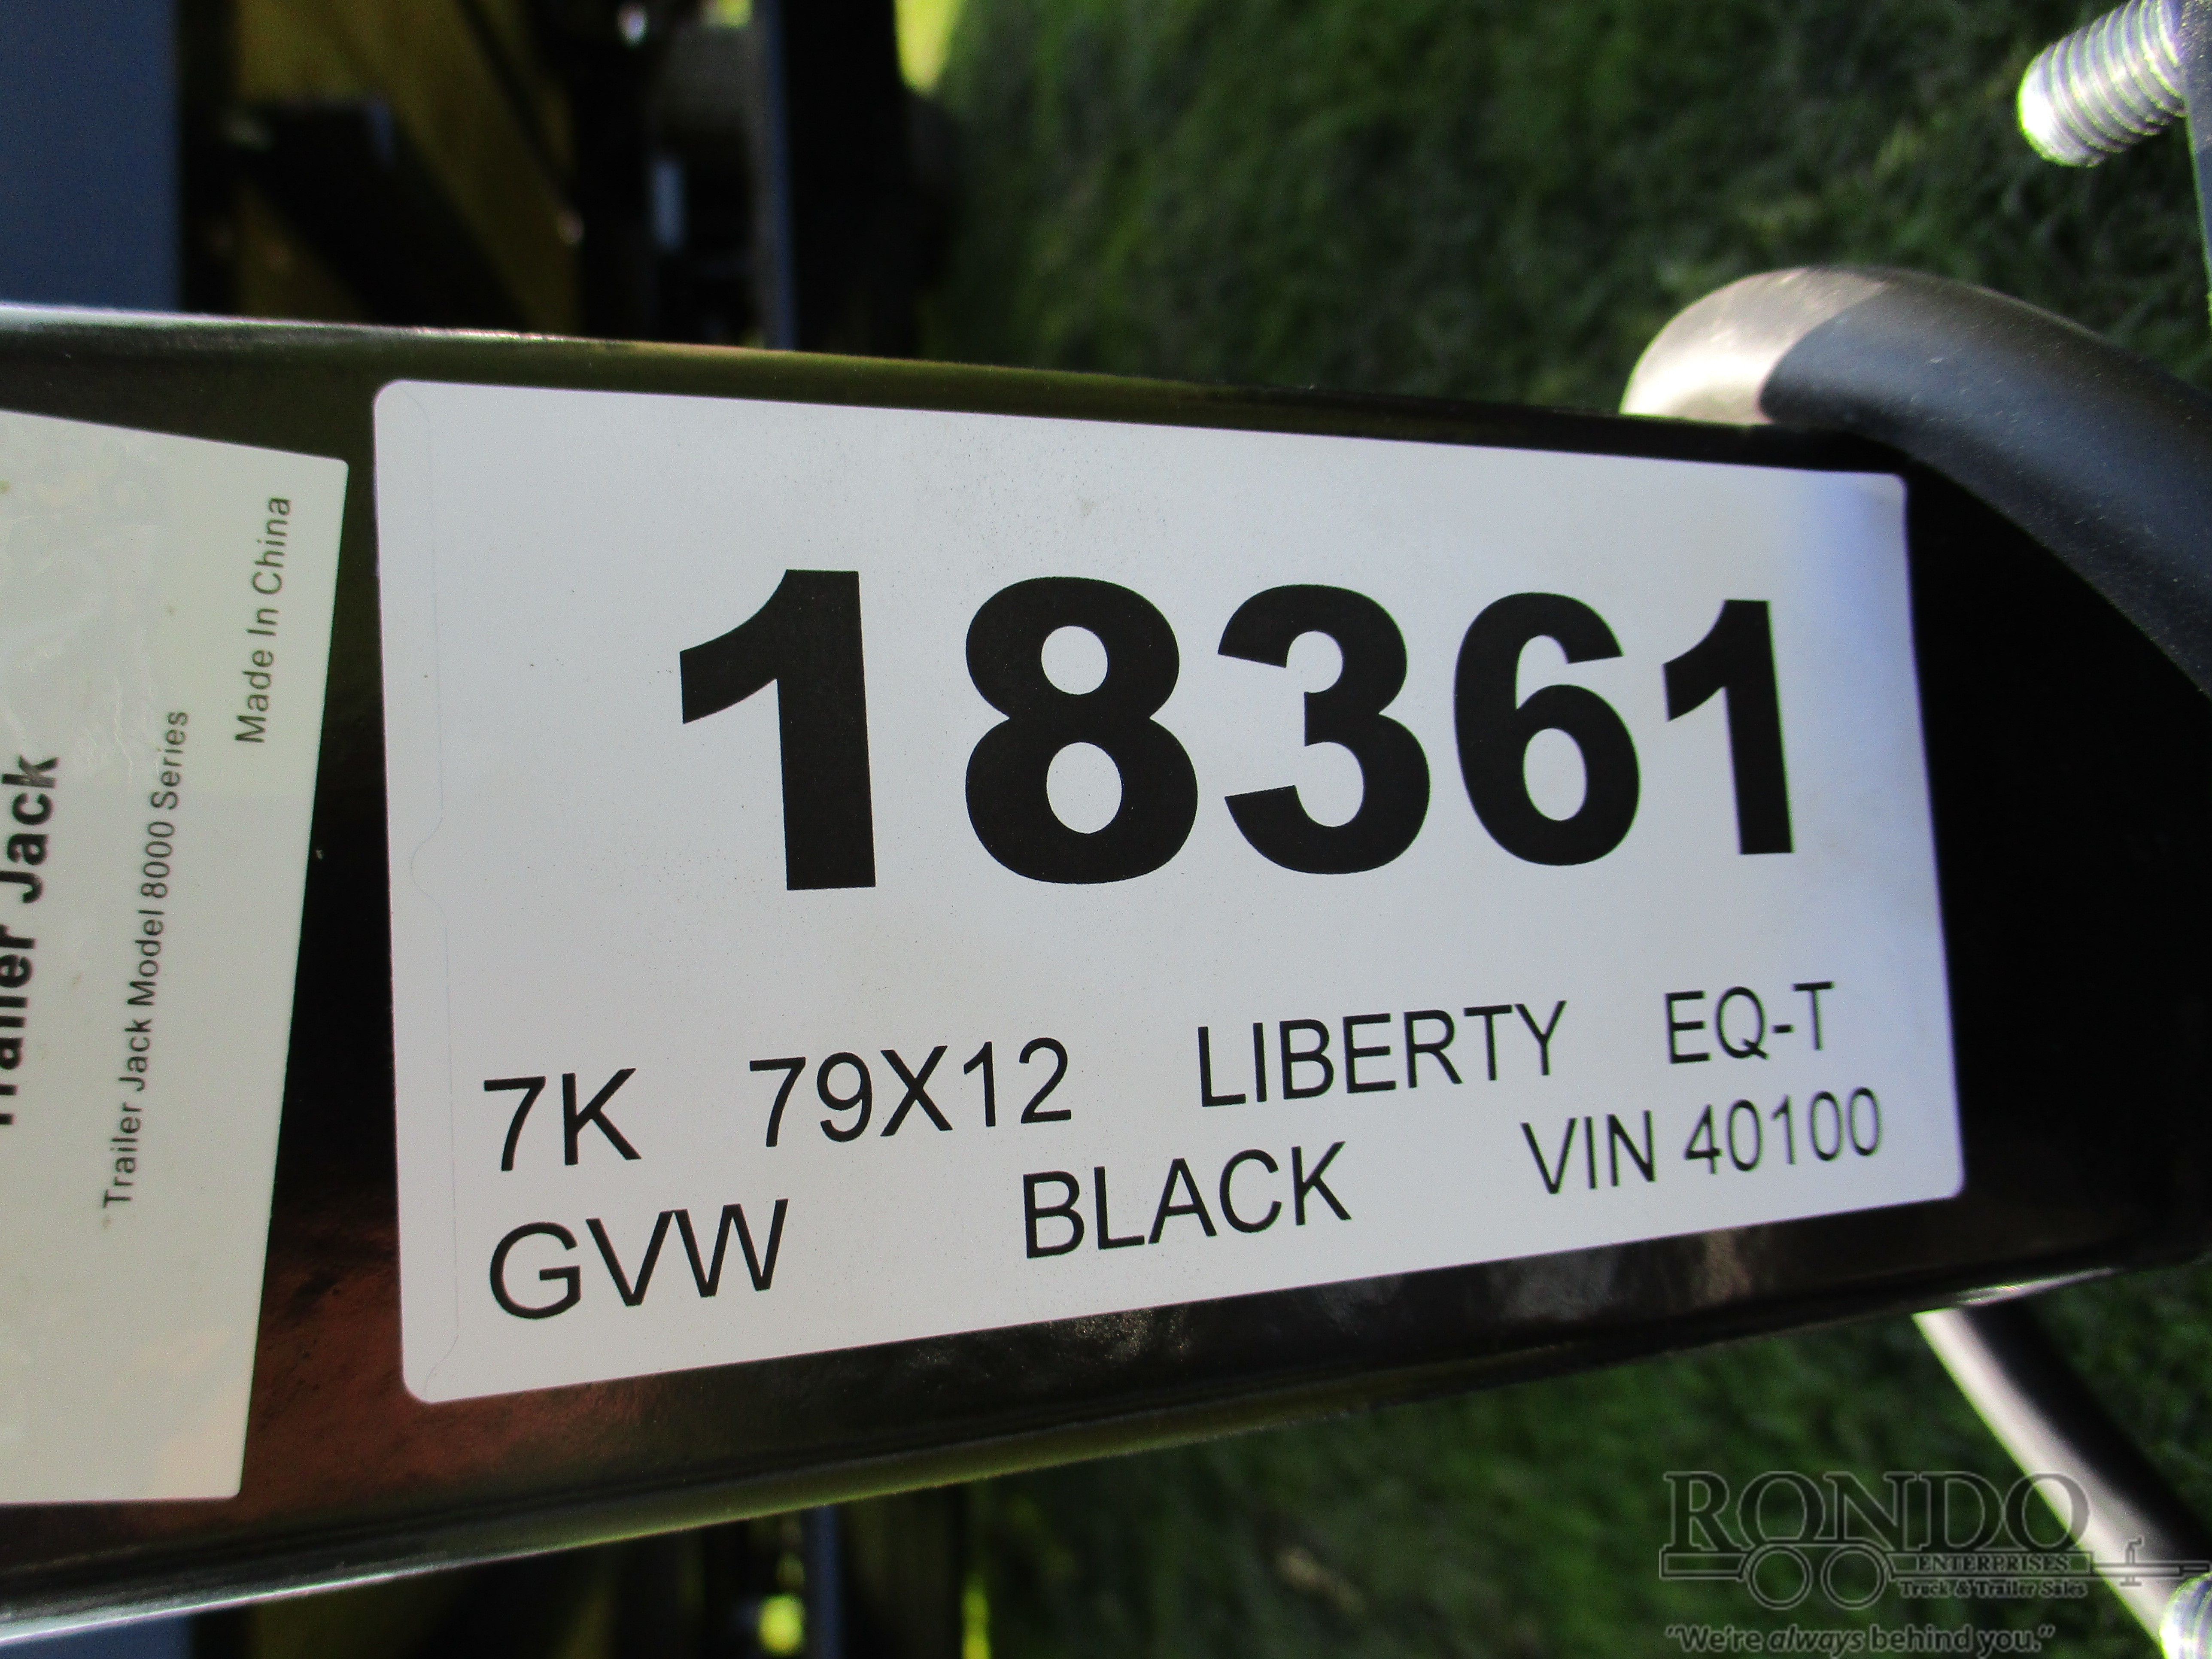 18361
7K 79X12 LIBERTY EQ-T
GVW BLACK VIN 40100
Made In China
Trailer Jack Model 8000 Series
Trailer Jack
RONDO
ENTERPRISES
Truck & Trailer Sales
"We're always behind you."